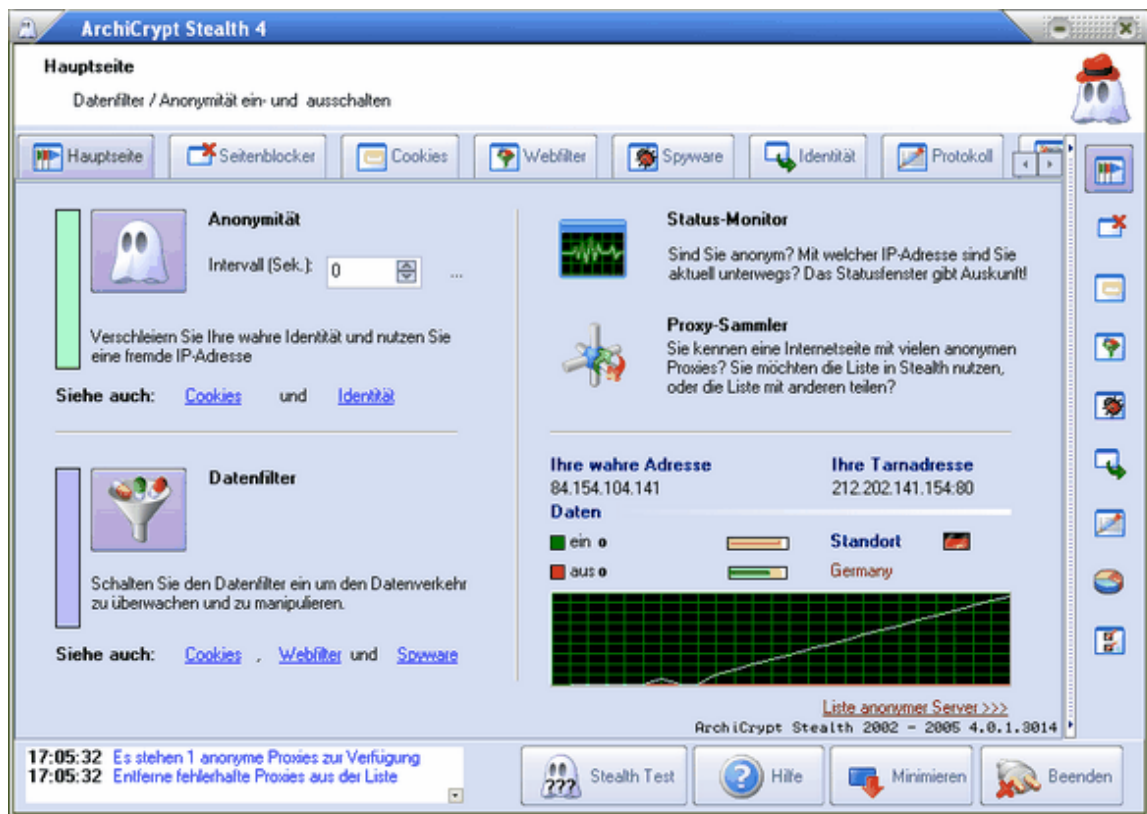 ArchiCrypt Stealth 4
Hauptseite
Datenfilter / Anonymität ein- und ausschalten
Hauptseite
Seitenblocker
Cookies
Webfilter
Spyware
Identität
Protokoll
Anonymität
Intervall (Sek.): 0 ...
Verschleiern Sie Ihre wahre Identität und nutzen Sie
eine fremde IP-Adresse
Siehe auch: Cookies und Identität
Datenfilter
Schalten Sie den Datenfilter ein um den Datenverkehr
zu überwachen und zu manipulieren.
Siehe auch: Cookies , Webfilter und Spyware
Status-Monitor
Sind Sie anonym? Mit welcher IP-Adresse sind Sie
aktuell unterwegs? Das Statusfenster gibt Auskunft!
Proxy-Sammler
Sie kennen eine Internetseite mit vielen anonymen
Proxies? Sie möchten die Liste in Stealth nutzen,
oder die Liste mit anderen teilen?
Ihre wahre Adresse
84.154.104.141
Ihre Tarnadresse
212.202.141.154:80
Daten
ein 0
aus 0
Standort
Germany
Liste anonymer Server >>>
ArchiCrypt Stealth 2002 - 2005 4.0.1.3014
17:05:32 Es stehen 1 anonyme Proxies zur Verfügung
17:05:32 Entferne fehlerhafte Proxies aus der Liste
???
Stealth Test
?
Hilfe
Minimieren
Beenden